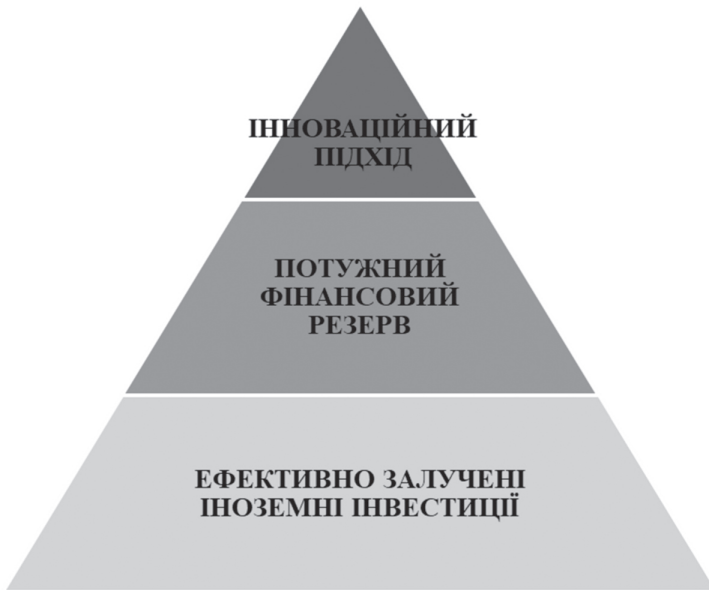 ІННОВАЦІЙНИЙ
ПІДХІД
ПОТУЖНИЙ
ФІНАНСОВИЙ
РЕЗЕРВ
ЕФЕКТИВНО ЗАЛУЧЕНІ
ІНОЗЕМНІ ІНВЕСТИЦІЇ